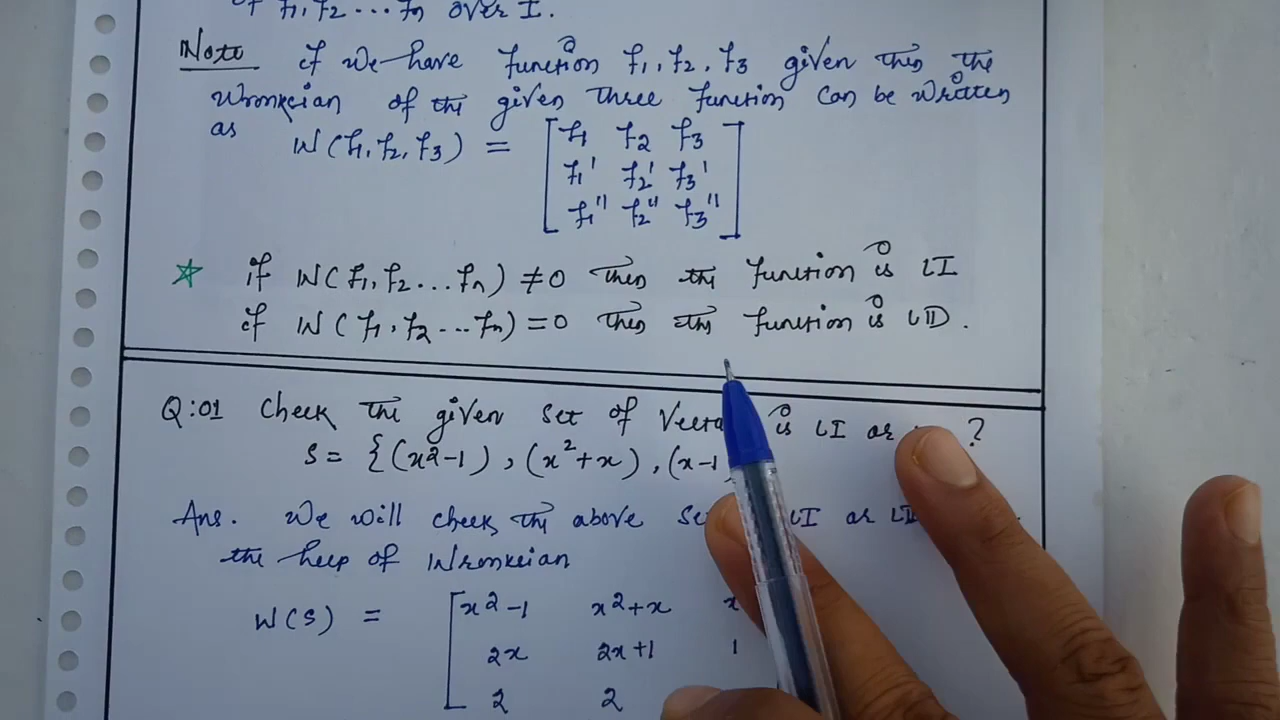 of f1, f2 ... fn over I.
Note if we have function f1, f2, f3 given then the
Wronkeian of the given three function can be written
as W(f1, f2, f3) = [ f1 f2 f3
f1' f2' f3'
f1'' f2'' f3'' ]
☆ if W(f1, f2 ... fn) ≠ 0 then the function is LI
if W(f1, f2 ... fn) = 0 then the function is LD.
Q:01 Check the given set of is LI or ?
S = {(x2-1), (x²+x), (x-1
Ans. We will check the above LI or LD
the help of Wronkeian
W(S) = [ x2-1 x2+x x
2x 2x+1 1
2 2